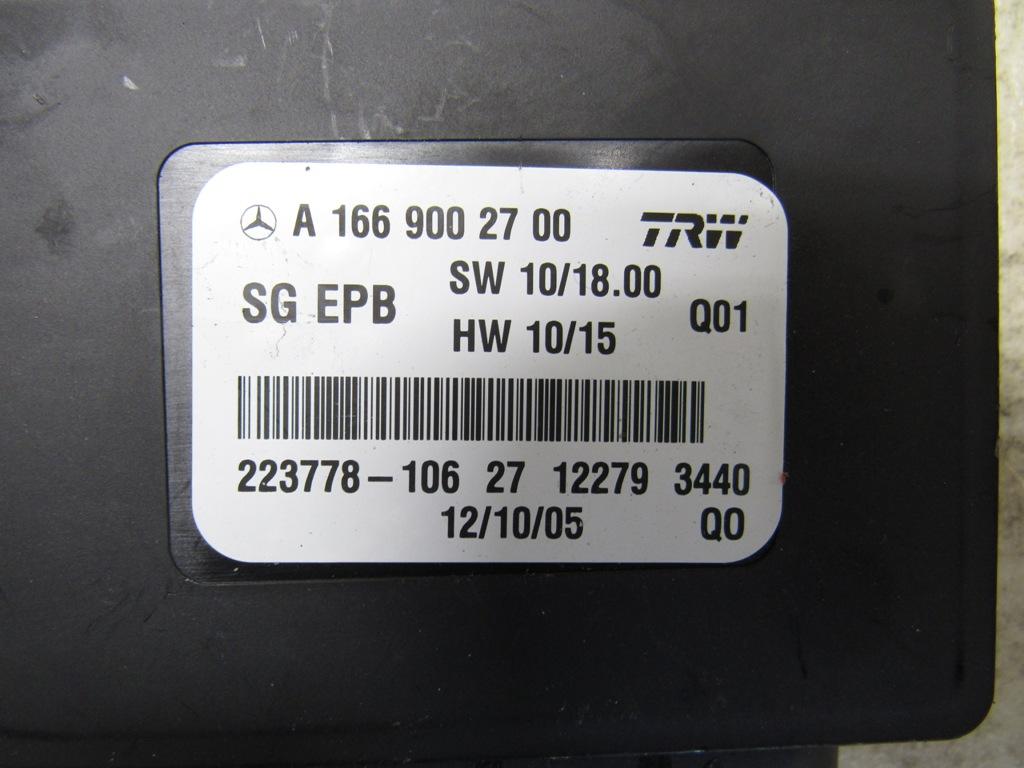 A 166 900 27 00 TRW
SW 10/18.00
SG EPB Q01
HW 10/15
223778-106 27 12279 3440
12/10/05 Q0